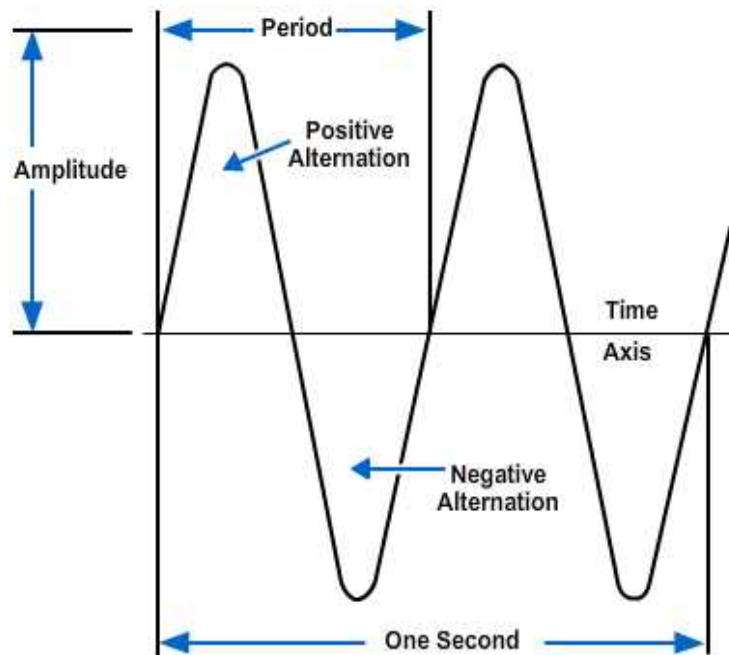 Period
Positive
Alternation
Amplitude
Time
Axis
Negative
Alternation
One Second